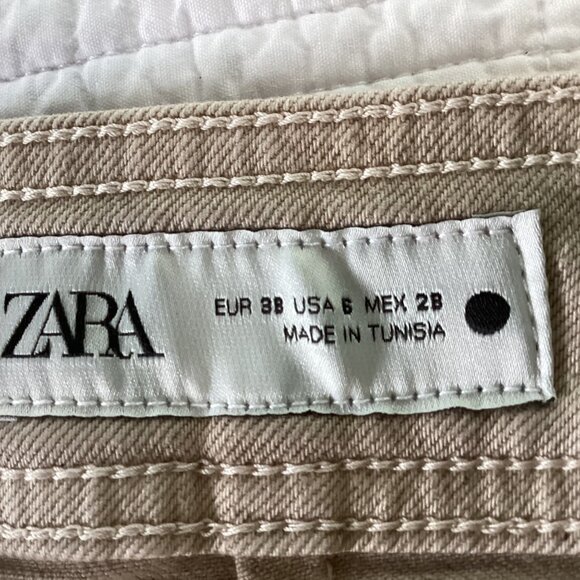 ZARA
EUR 38 USA 6 MEX 28
MADE IN TUNISIA